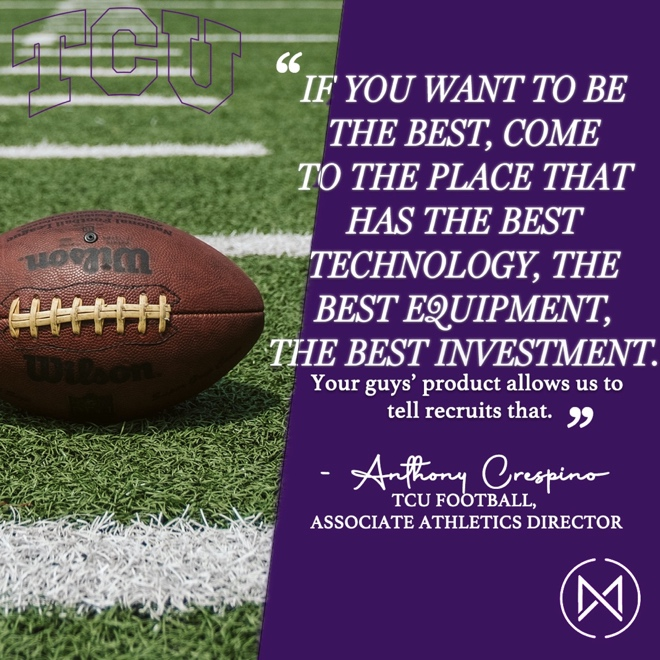 TCU
“IF YOU WANT TO BE
THE BEST, COME
TO THE PLACE THAT
HAS THE BEST
TECHNOLOGY, THE
BEST EQUIPMENT,
THE BEST INVESTMENT.
Your guys’ product allows us to
tell recruits that.”
- Anthony Crespino
TCU FOOTBALL,
ASSOCIATE ATHLETICS DIRECTOR
Wilson
Wilson